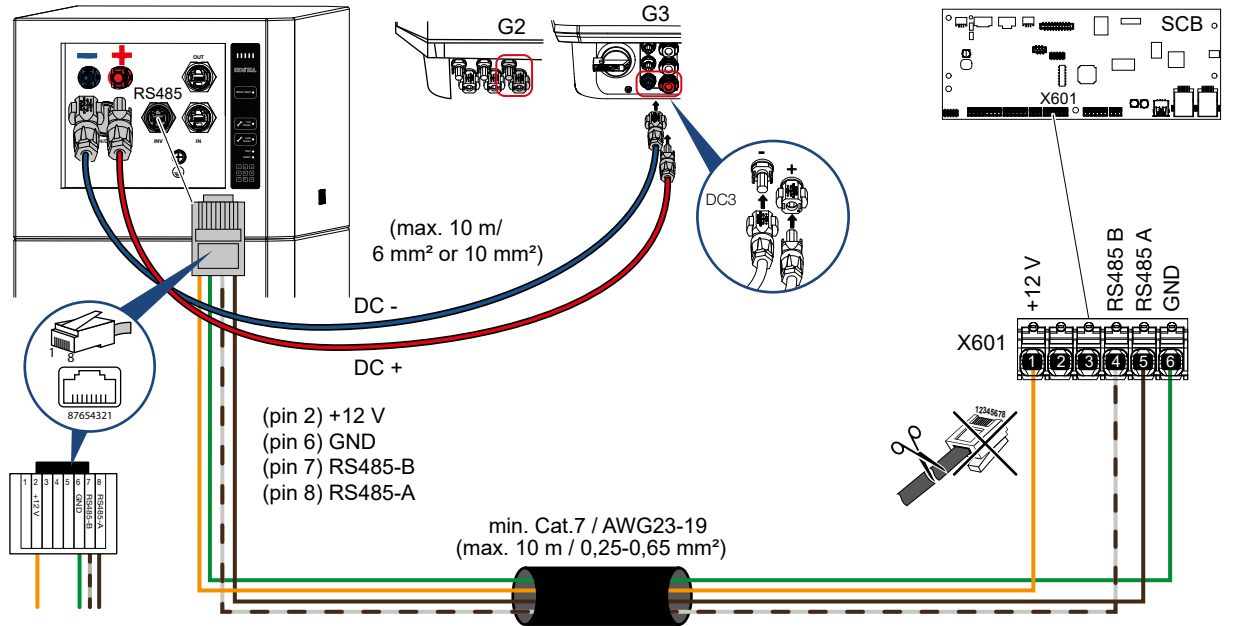 G2
G3
SCB
X601
OUT
RS485
INV
IN
DC3
-
+
(max. 10 m/
6 mm² or 10 mm²)
DC -
DC +
1
8
87654321
(pin 2) +12 V
(pin 6) GND
(pin 7) RS485-B
(pin 8) RS485-A
1 2 3 4 5 6 7 8
+12 V
GND
RS485-B
RS485-A
+12 V
RS485 B
RS485 A
GND
X601
1 2 3 4 5 6
12345678
min. Cat.7 / AWG23-19
(max. 10 m / 0,25-0,65 mm²)